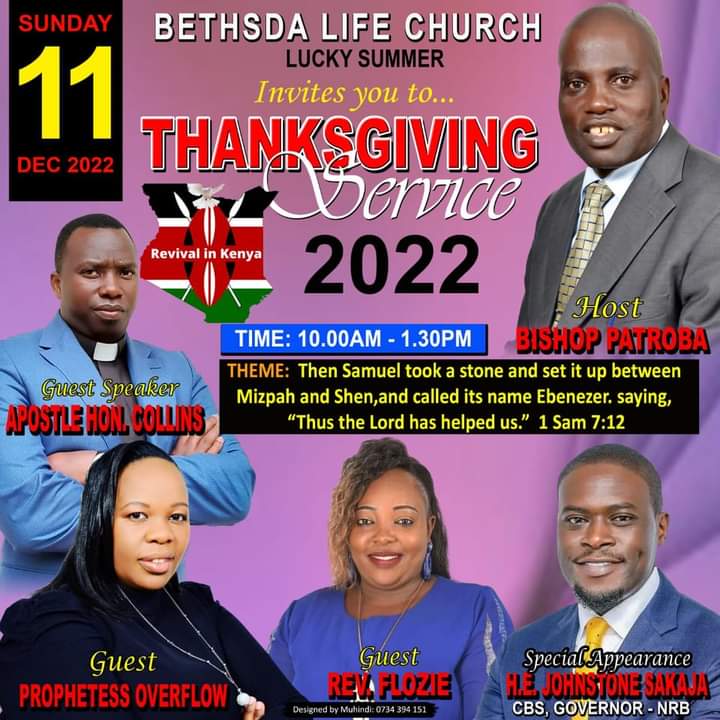 SUNDAY
11
DEC 2022
BETHSDA LIFE CHURCH
LUCKY SUMMER
Invites you to...
THANKSGIVING
Service
2022
Revival in Kenya
TIME: 10.00AM - 1.30PM
Host
BISHOP PATROBA
THEME: Then Samuel took a stone and set it up between
Mizpah and Shen,and called its name Ebenezer. saying,
“Thus the Lord has helped us.” 1 Sam 7:12
Guest Speaker
APOSTLE HON. COLLINS
Guest
PROPHETESS OVERFLOW
Guest
REV. FLOZIE
Special Appearance
H.E. JOHNSTONE SAKAJA
CBS, GOVERNOR - NRB
Designed by Muhindi: 0734 394 151